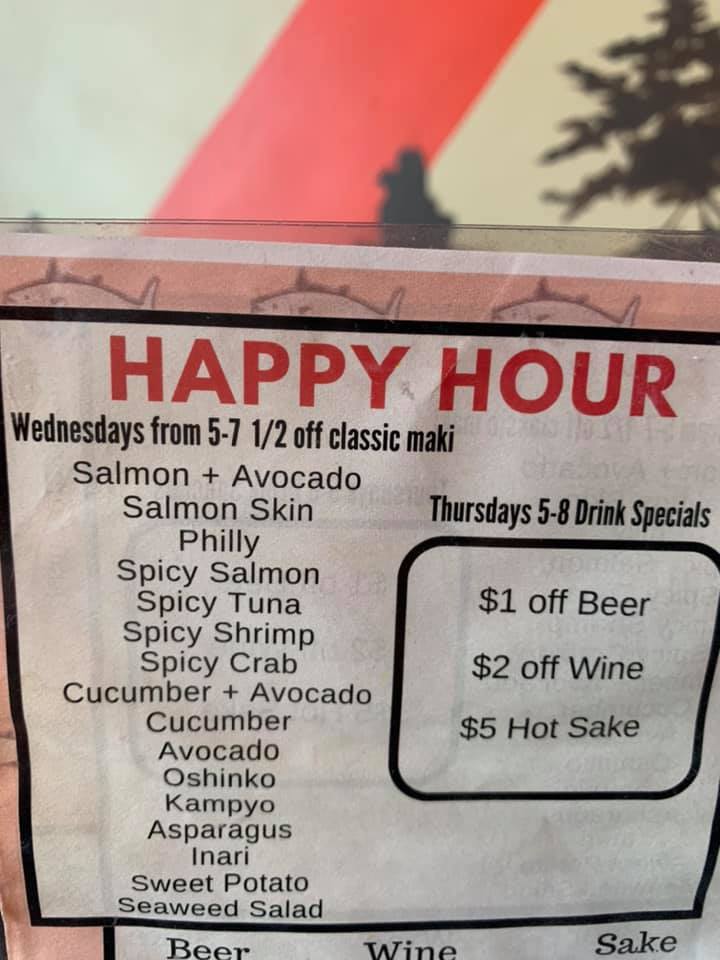 HAPPY HOUR
Wednesdays from 5-7 1/2 off classic maki
Salmon + Avocado
Salmon Skin
Philly
Spicy Salmon
Spicy Tuna
Spicy Shrimp
Spicy Crab
Cucumber + Avocado
Cucumber
Avocado
Oshinko
Kampyo
Asparagus
Inari
Sweet Potato
Seaweed Salad
Thursdays 5-8 Drink Specials
$1 off Beer
$2 off Wine
$5 Hot Sake
Beer Wine Sake